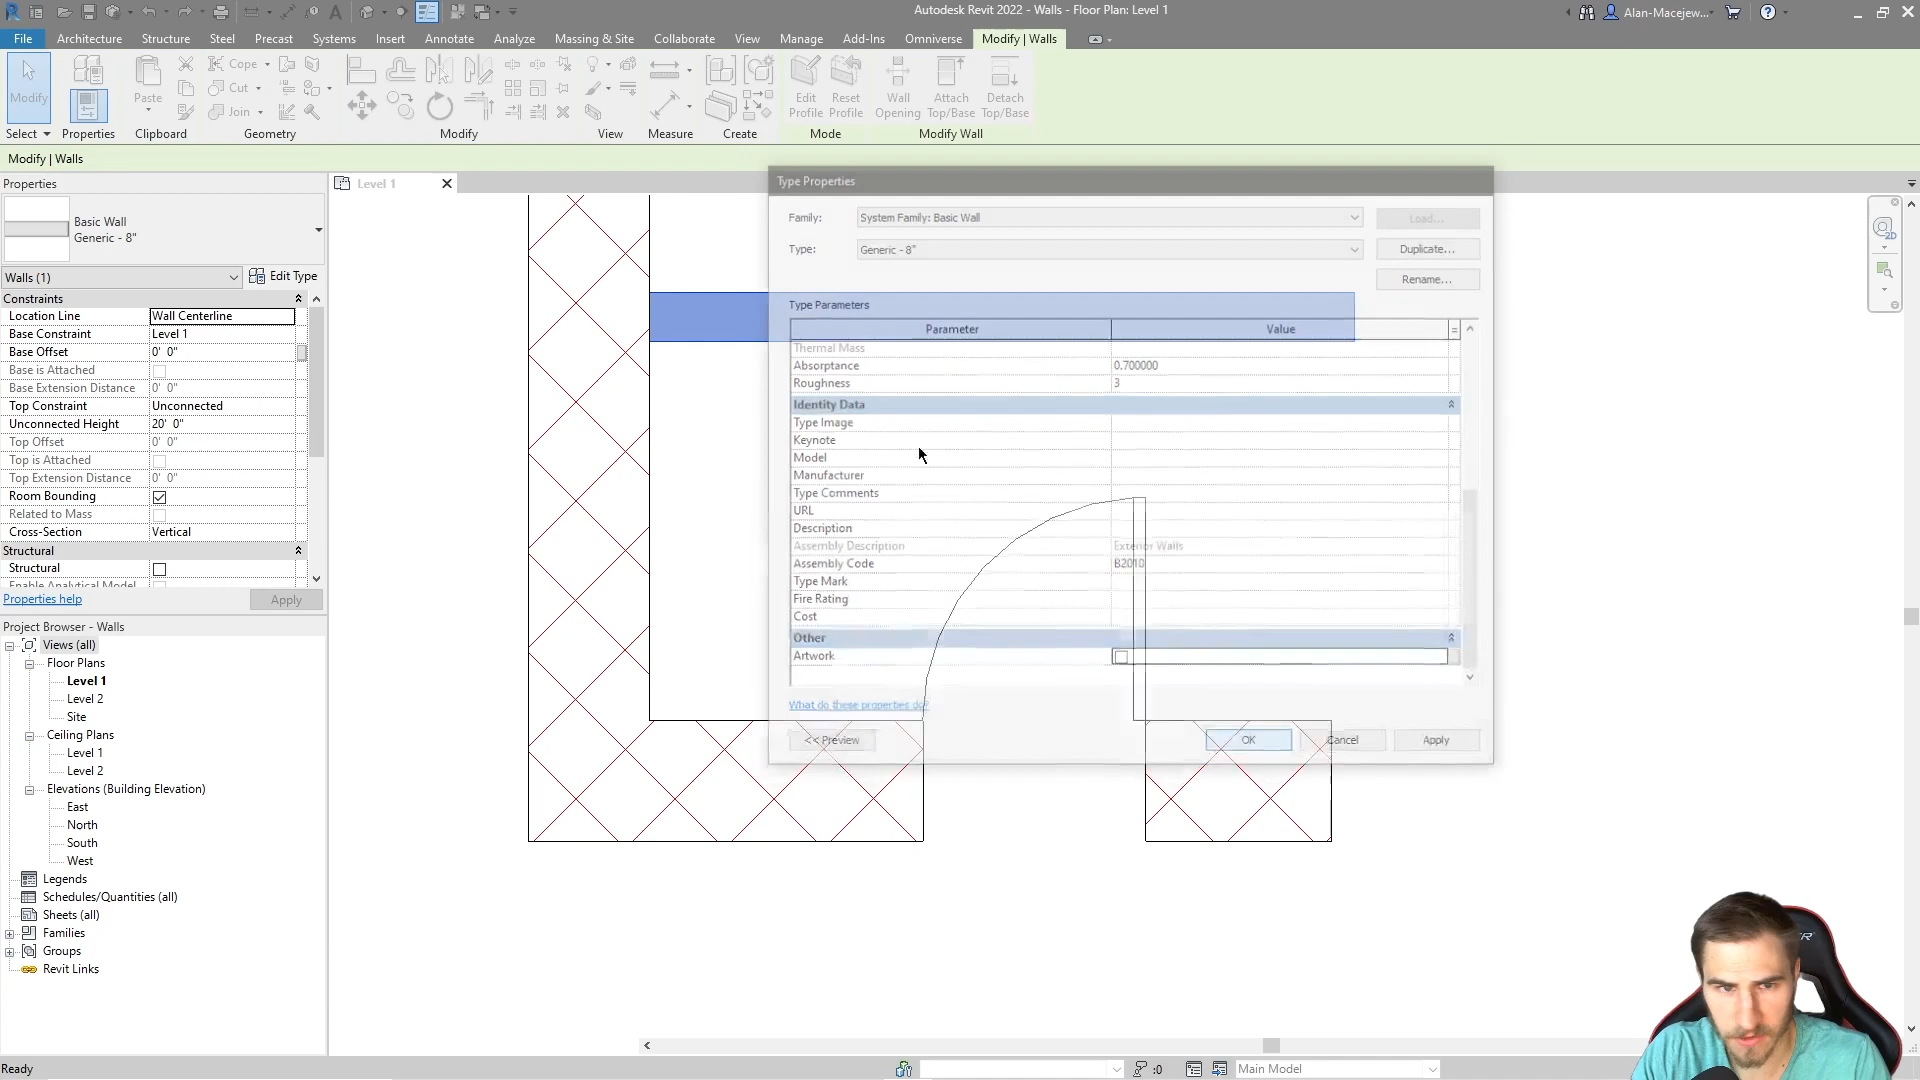 Autodesk Revit 2022 - Walls - Floor Plan: Level 1
Alan-Macejew...
File Architecture Structure Steel Precast Systems Insert Annotate Analyze Massing & Site Collaborate View Manage Add-Ins Omniverse Modify | Walls
Modify
Paste
Cope
Cut
Join
Edit Profile
Reset Profile
Wall Opening
Attach Top/Base
Detach Top/Base
Select Properties Clipboard Geometry Modify View Measure Create Mode Modify Wall
Modify | Walls
Properties
Level 1
Basic Wall
Generic - 8"
Walls (1)
Edit Type
Constraints
Location Line Wall Centerline
Base Constraint Level 1
Base Offset 0' 0"
Base is Attached
Base Extension Distance 0' 0"
Top Constraint Unconnected
Unconnected Height 20' 0"
Top Offset 0' 0"
Top is Attached
Top Extension Distance 0' 0"
Room Bounding
Related to Mass
Cross-Section Vertical
Structural
Structural
Enable Analytical Model
Properties help
Apply
Project Browser - Walls
Views (all)
Floor Plans
Level 1
Level 2
Site
Ceiling Plans
Level 1
Level 2
Elevations (Building Elevation)
East
North
South
West
Legends
Schedules/Quantities (all)
Sheets (all)
Families
Groups
Revit Links
Type Properties
Family: System Family: Basic Wall Load...
Type: Generic - 8" Duplicate...
Rename...
Type Parameters
Parameter Value =
Thermal Mass
Absorptance 0.700000
Roughness 3
Identity Data
Type Image
Keynote
Model
Manufacturer
Type Comments
URL
Description
Assembly Description Exterior Walls
Assembly Code B2010
Type Mark
Fire Rating
Cost
Other
Artwork
What do these properties do?
<< Preview OK Cancel Apply
2D
Ready
:0
Main Model